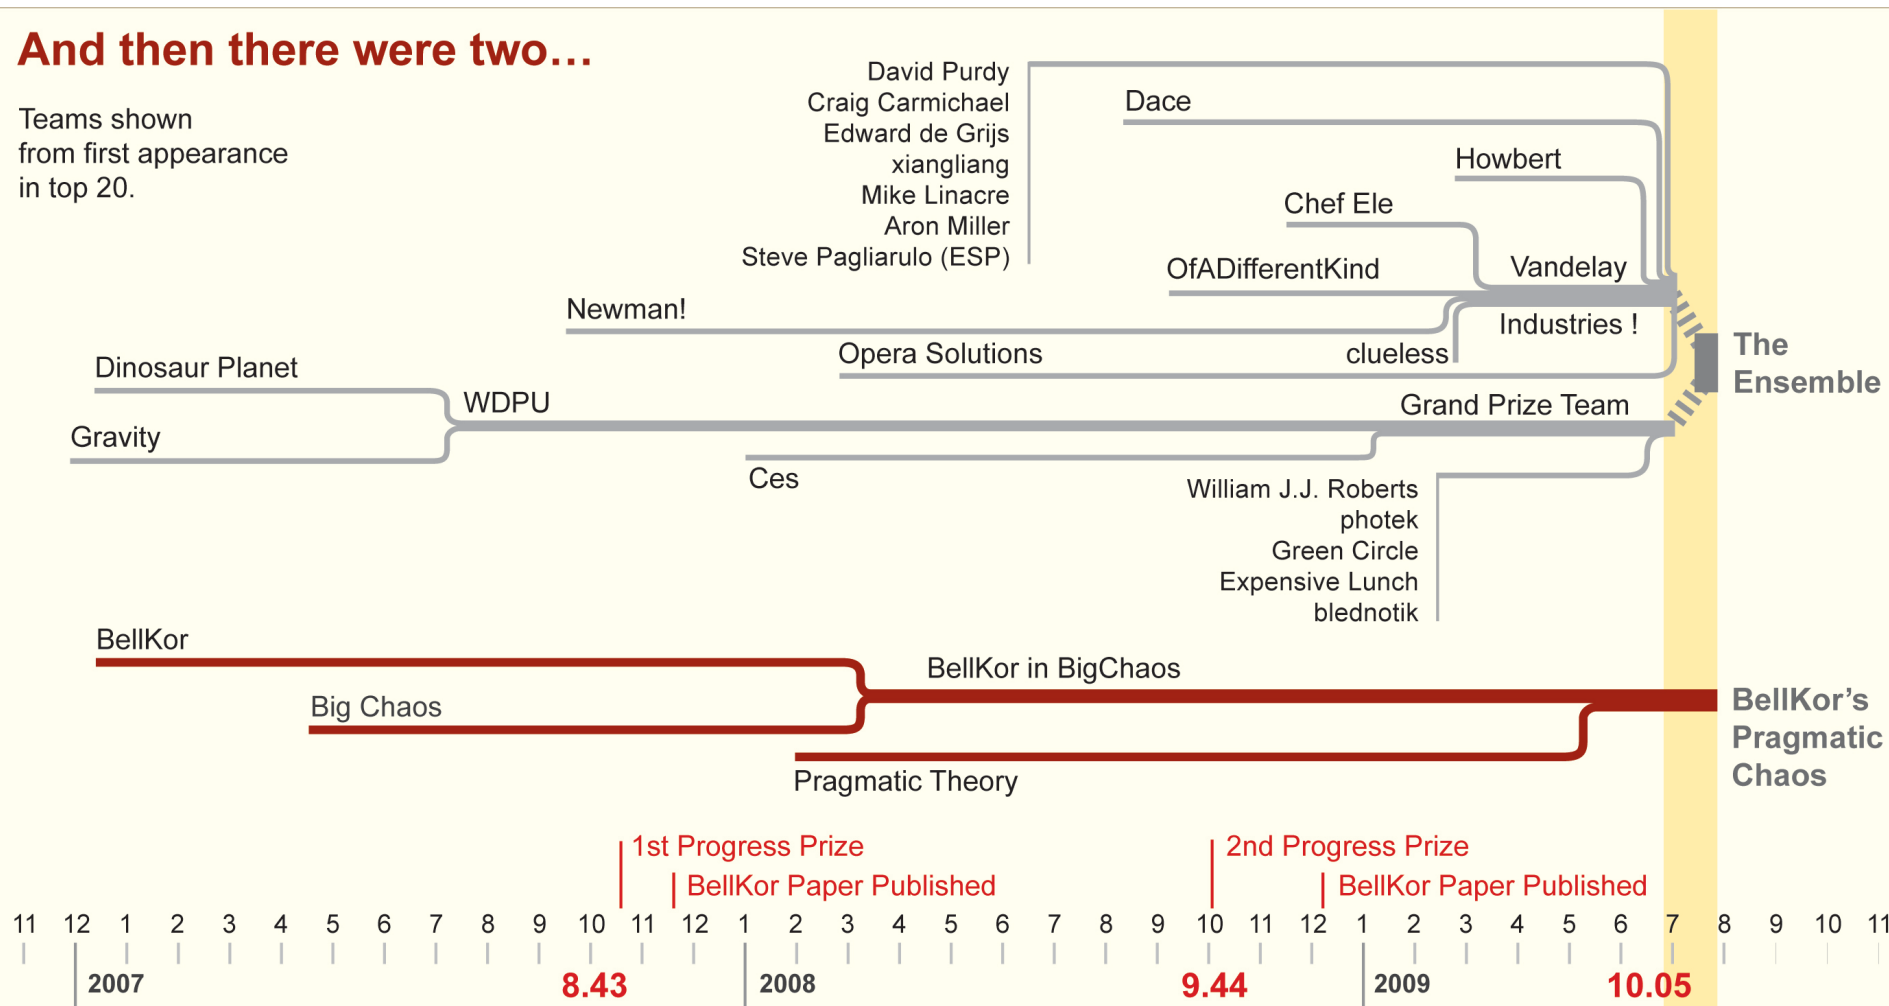 And then there were two…
Teams shown
from first appearance
in top 20.
David Purdy
Craig Carmichael
Edward de Grijs
xiangliang
Mike Linacre
Aron Miller
Steve Pagliarulo (ESP)
Dace
Howbert
Chef Ele
OfADifferentKind
Vandelay
Industries !
Newman!
Opera Solutions
clueless
The
Ensemble
Dinosaur Planet
WDPU
Grand Prize Team
Gravity
Ces
William J.J. Roberts
photek
Green Circle
Expensive Lunch
blednotik
BellKor
BellKor in BigChaos
Big Chaos
BellKor’s
Pragmatic
Chaos
Pragmatic Theory
1st Progress Prize
2nd Progress Prize
BellKor Paper Published
BellKor Paper Published
11 12 1 2 3 4 5 6 7 8 9 10 11 12 1 2 3 4 5 6 7 8 9 10 11 12 1 2 3 4 5 6 7 8 9 10 11
2007 8.43 2008 9.44 2009 10.05